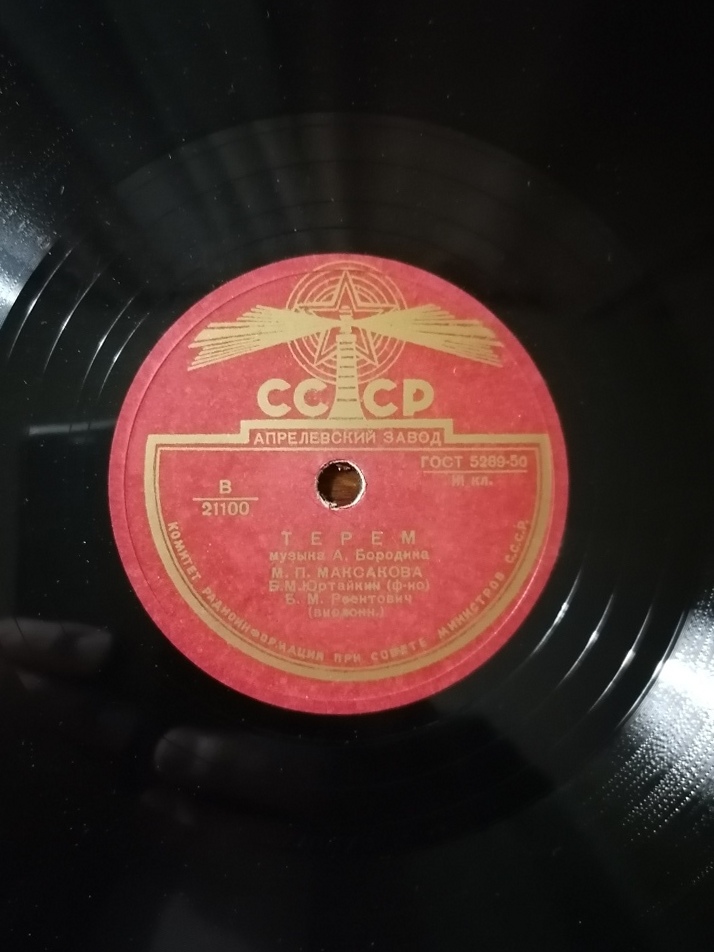 СССР
АПРЕЛЕВСКИЙ ЗАВОД
ГОСТ 5289-50
III кл.
В
21100
ТЕРЕМ
музыка А. Бородина
М. П. МАКСАКОВА
Б.М.Юртайкин (ф-но)
Б. М. Реентович
(виолонч.)
КОМИТЕТ РАДИОИНФОРМАЦИИ ПРИ СОВЕТЕ МИНИСТРОВ С.С.С.Р.